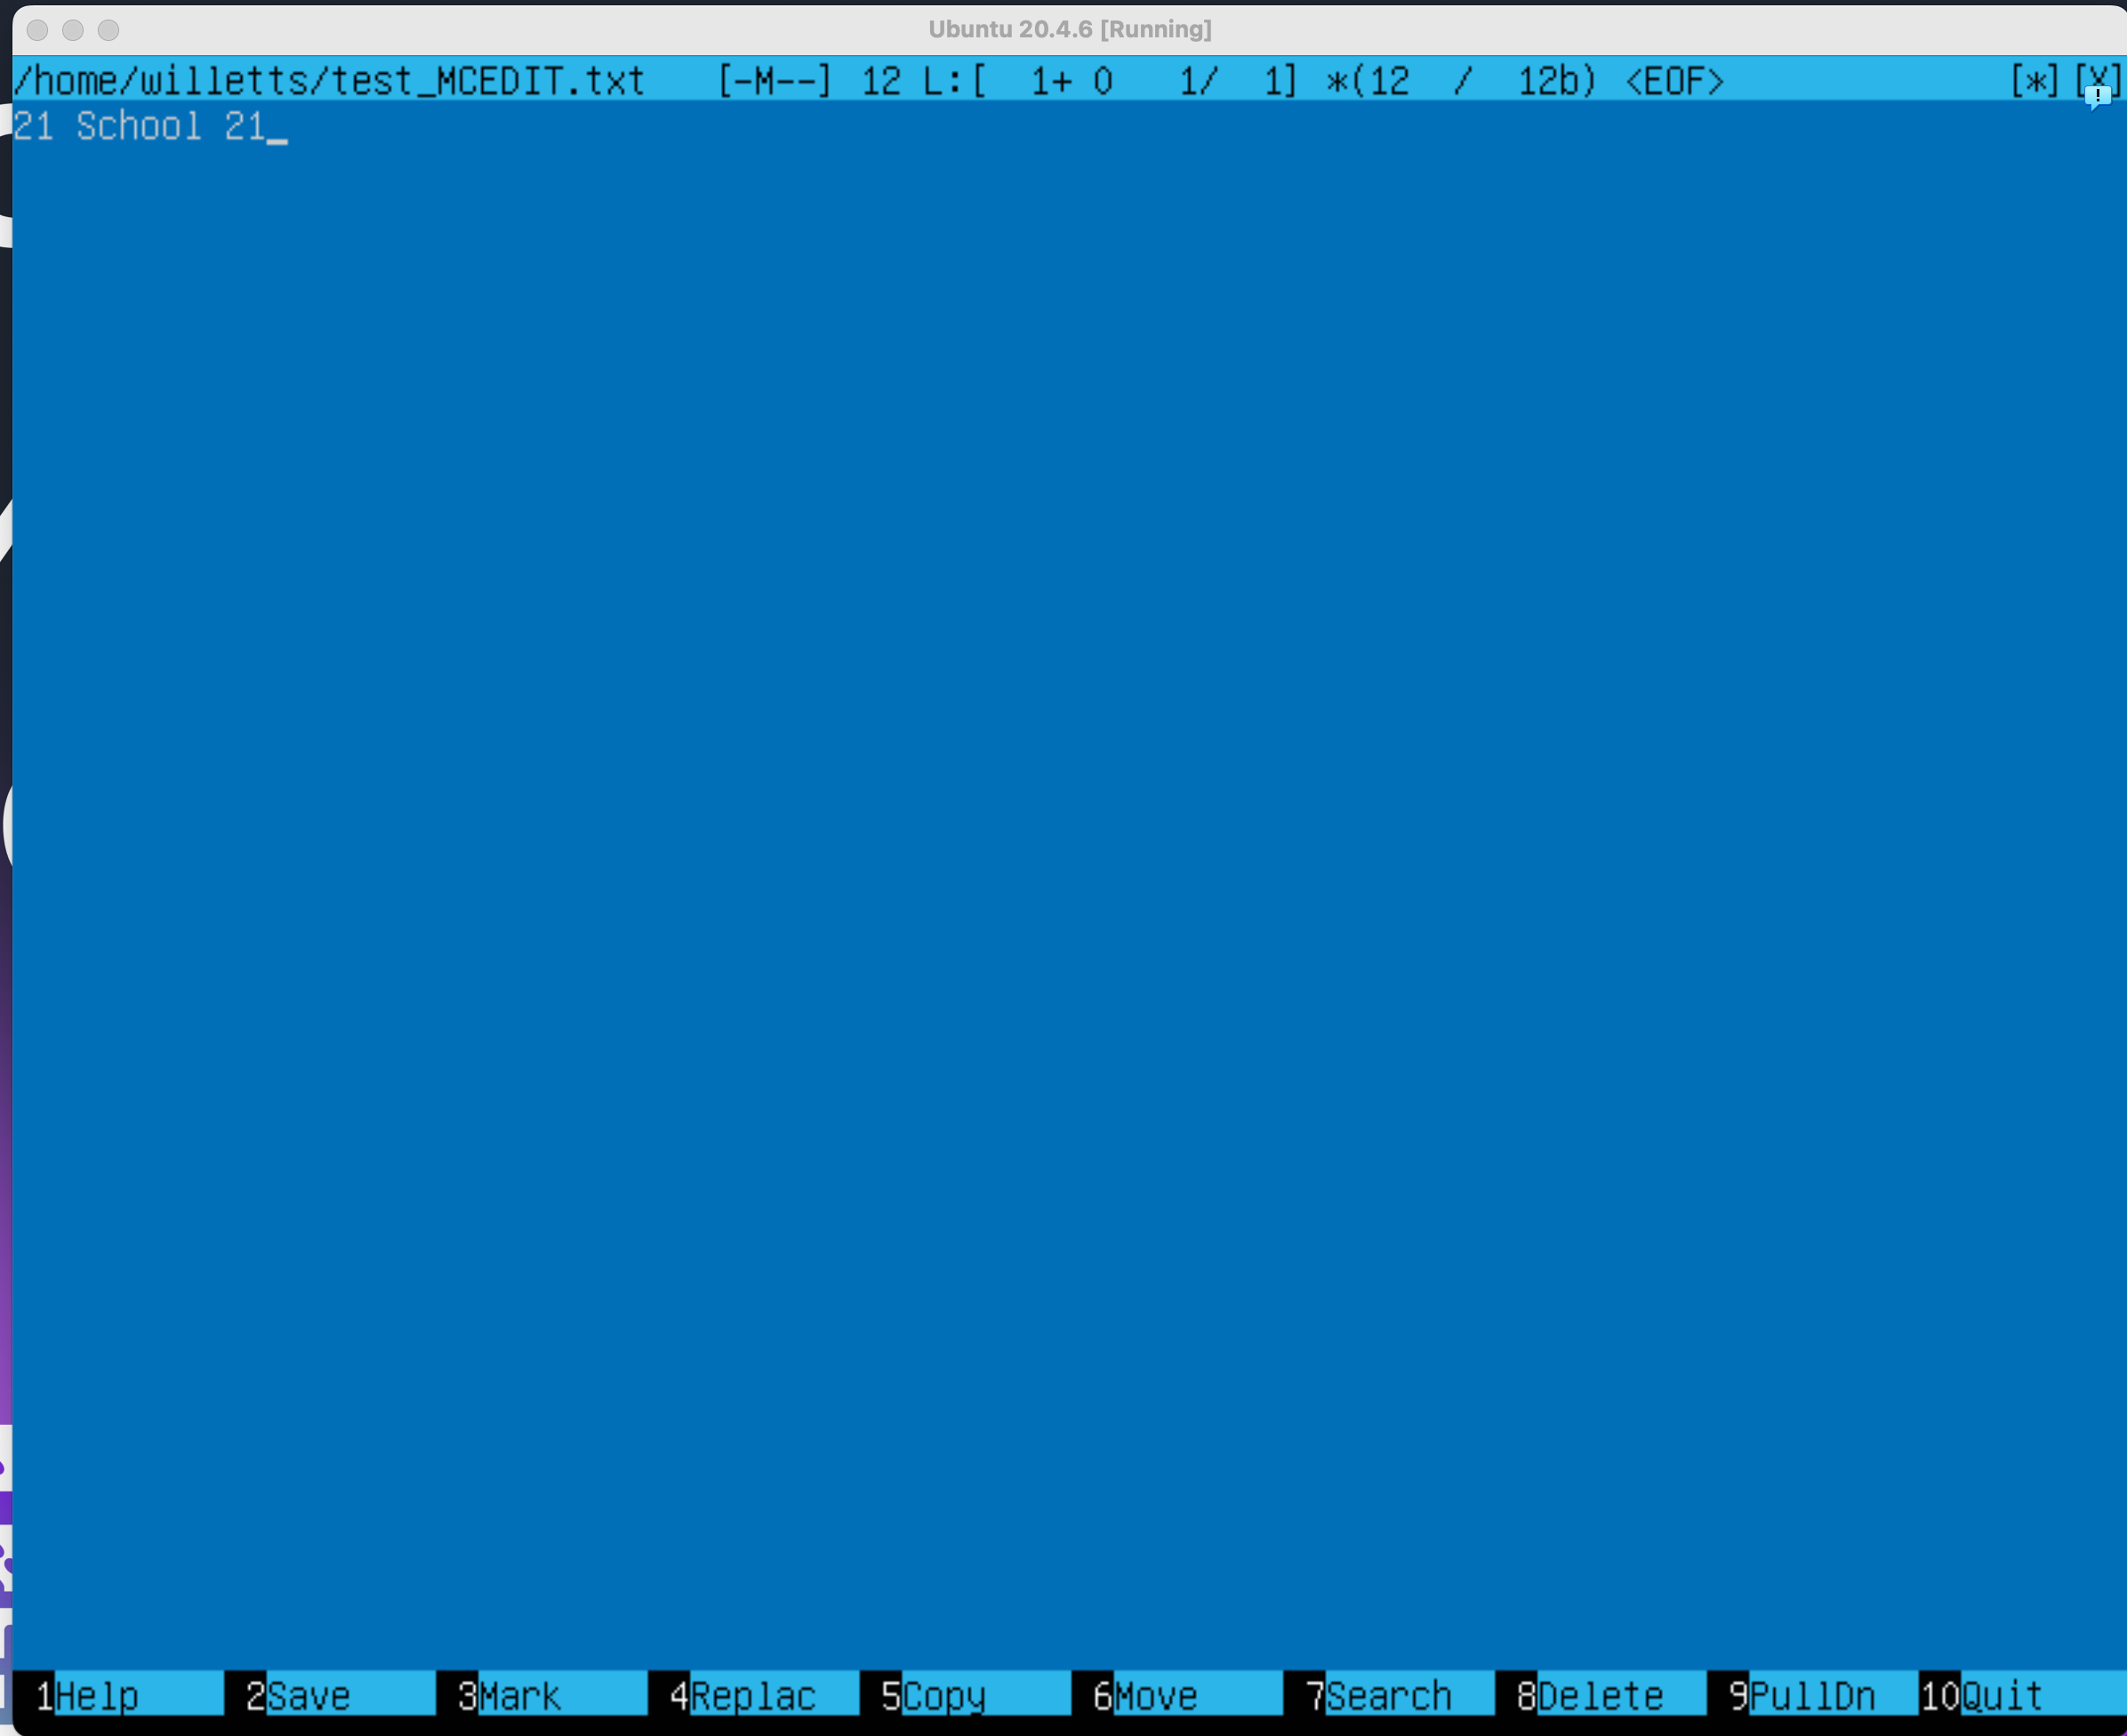 Ubuntu 20.4.6 [Running]
/home/willetts/test_MCEDIT.txt [-M--] 12 L:[ 1+ 0 1/ 1] *(12 / 12b) <EOF> [*][X]
21 School 21_
1Help 2Save 3Mark 4Replac 5Copy 6Move 7Search 8Delete 9PullDn 10Quit